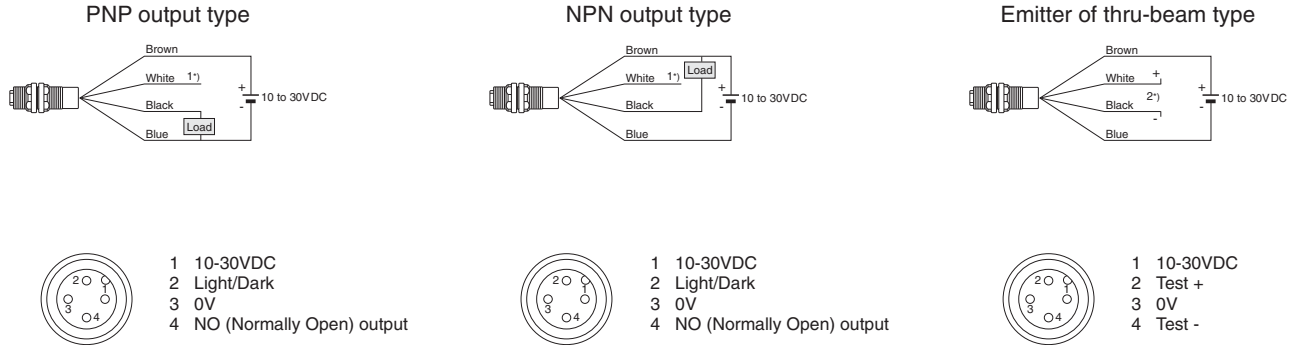 PNP output type
Brown
White 1*)
Black
Load
Blue
+
-
10 to 30VDC
NPN output type
Brown
White 1*)
Load
Black
Blue
+
-
10 to 30VDC
Emitter of thru-beam type
Brown
White +
2*)
Black -
Blue
+
-
10 to 30VDC
2
1
3
4
1 10-30VDC
2 Light/Dark
3 0V
4 NO (Normally Open) output
2
1
3
4
1 10-30VDC
2 Light/Dark
3 0V
4 NO (Normally Open) output
2
1
3
4
1 10-30VDC
2 Test +
3 0V
4 Test -